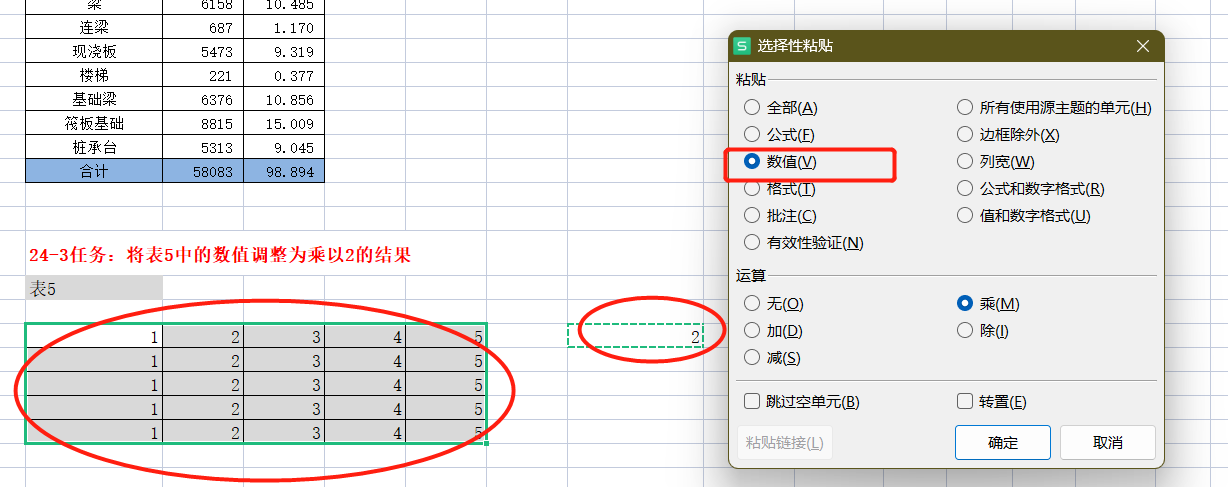 梁 6158 10.485
连梁 687 1.170
现浇板 5473 9.319
楼梯 221 0.377
基础梁 6376 10.856
筏板基础 8815 15.009
桩承台 5313 9.045
合计 58083 98.894
24-3任务：将表5中的数值调整为乘以2的结果
表5
1 2 3 4 5
1 2 3 4 5
1 2 3 4 5
1 2 3 4 5
1 2 3 4 5
2
S 选择性粘贴
粘贴
全部(A) 所有使用源主题的单元(H)
公式(F) 边框除外(X)
数值(V) 列宽(W)
格式(T) 公式和数字格式(R)
批注(C) 值和数字格式(U)
有效性验证(N)
运算
无(O) 乘(M)
加(D) 除(I)
减(S)
跳过空单元(B) 转置(E)
粘贴链接(L) 确定 取消